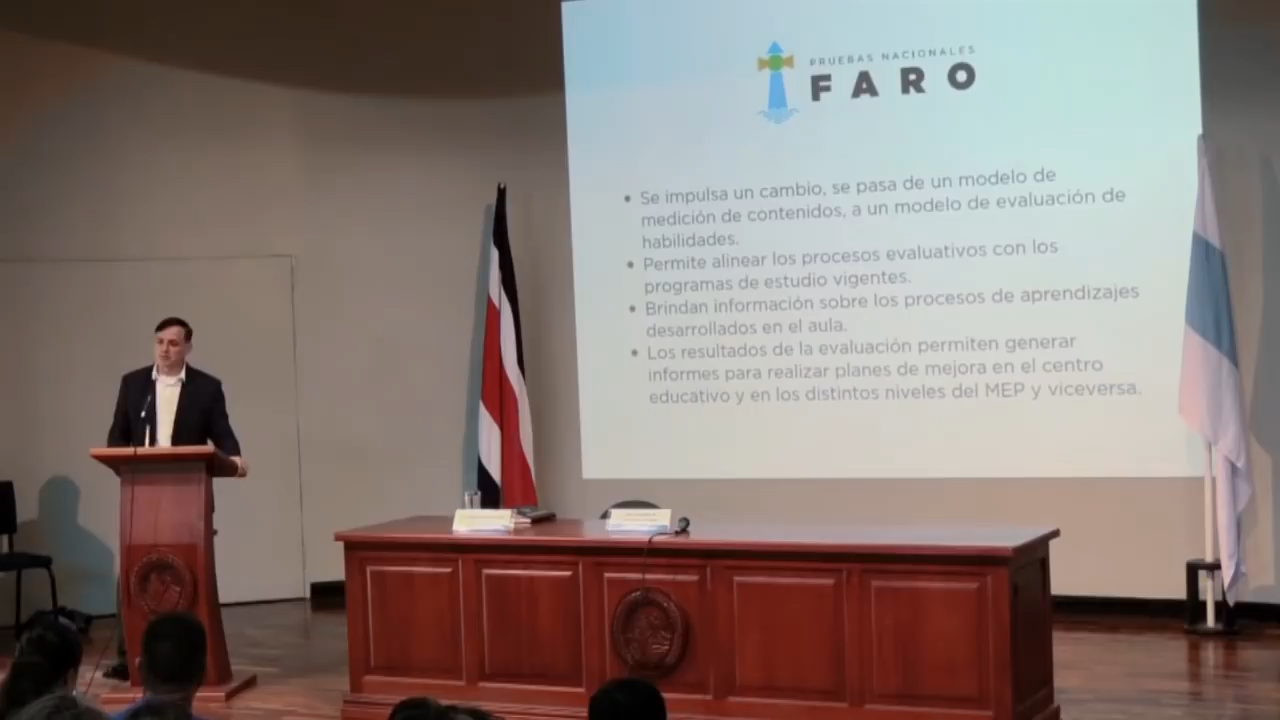 PRUEBAS NACIONALES
FARO
• Se impulsa un cambio, se pasa de un modelo de
medición de contenidos, a un modelo de evaluación de
habilidades.
• Permite alinear los procesos evaluativos con los
programas de estudio vigentes.
• Brindan información sobre los procesos de aprendizajes
desarrollados en el aula.
• Los resultados de la evaluación permiten generar
informes para realizar planes de mejora en el centro
educativo y en los distintos niveles del MEP y viceversa.